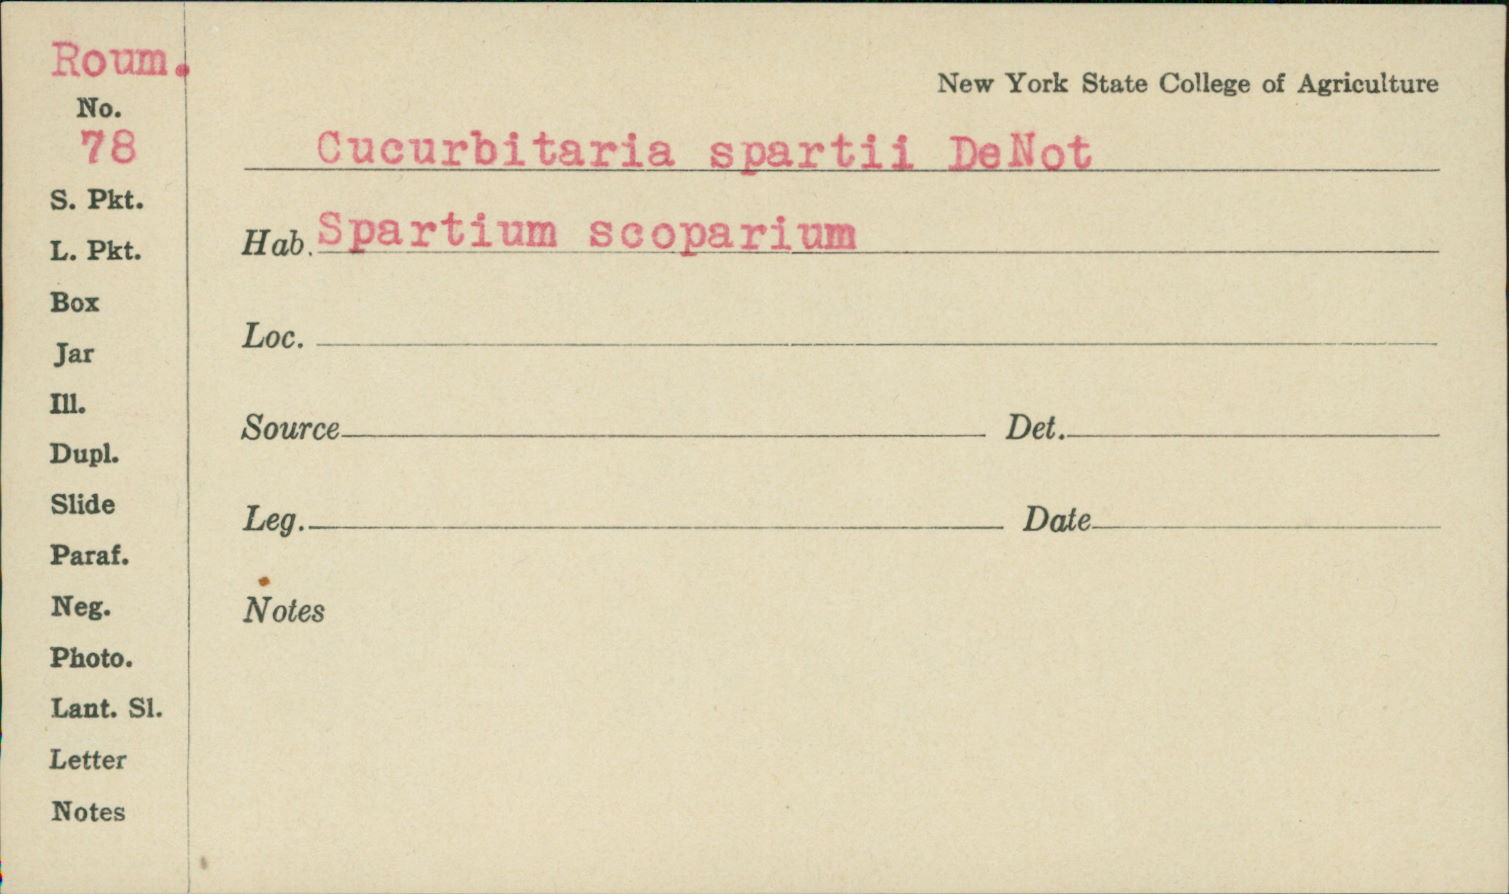 Roum.
No.
78
S. Pkt.
L. Pkt.
Box
Jar
Ill.
Dupl.
Slide
Paraf.
Neg.
Photo.
Lant. Sl.
Letter
Notes
New York State College of Agriculture
Cucurbitaria spartii DeNot
Hab. Spartium scoparium
Loc.
Source Det.
Leg. Date
Notes